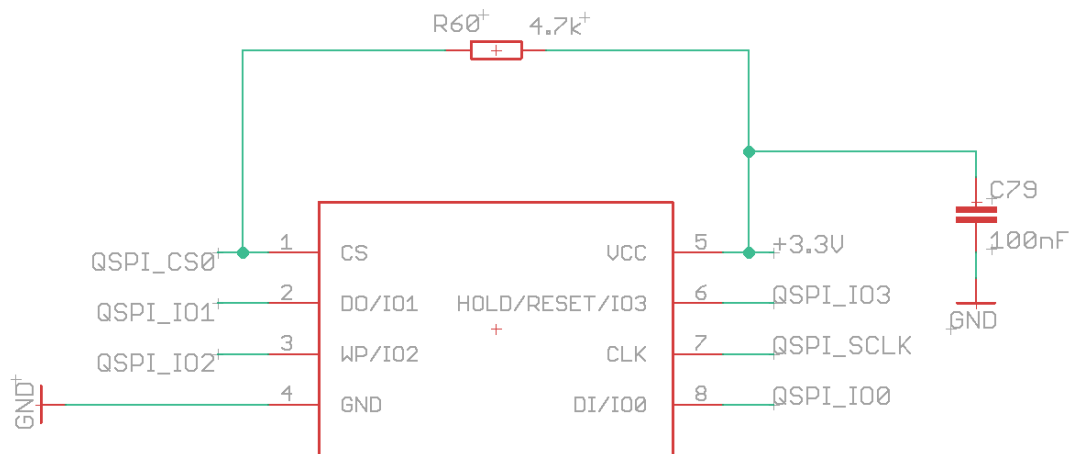 R60 4.7k
C79
100nF
GND
QSPI_CS0 1 CS VCC 5 +3.3V
QSPI_IO1 2 DO/IO1 HOLD/RESET/IO3 6 QSPI_IO3
QSPI_IO2 3 WP/IO2 CLK 7 QSPI_SCLK
GND 4 GND DI/IO0 8 QSPI_IO0